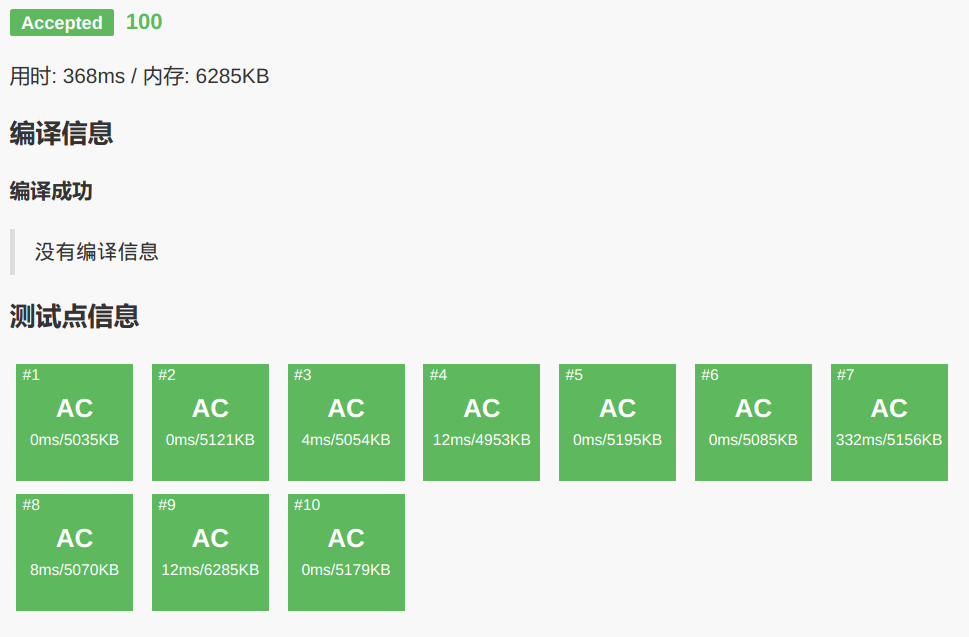 Accepted 100
用时: 368ms / 内存: 6285KB
编译信息
编译成功
没有编译信息
测试点信息
#1 #2 #3 #4 #5 #6 #7
AC AC AC AC AC AC AC
0ms/5035KB 0ms/5121KB 4ms/5054KB 12ms/4953KB 0ms/5195KB 0ms/5085KB 332ms/5156KB
#8 #9 #10
AC AC AC
8ms/5070KB 12ms/6285KB 0ms/5179KB